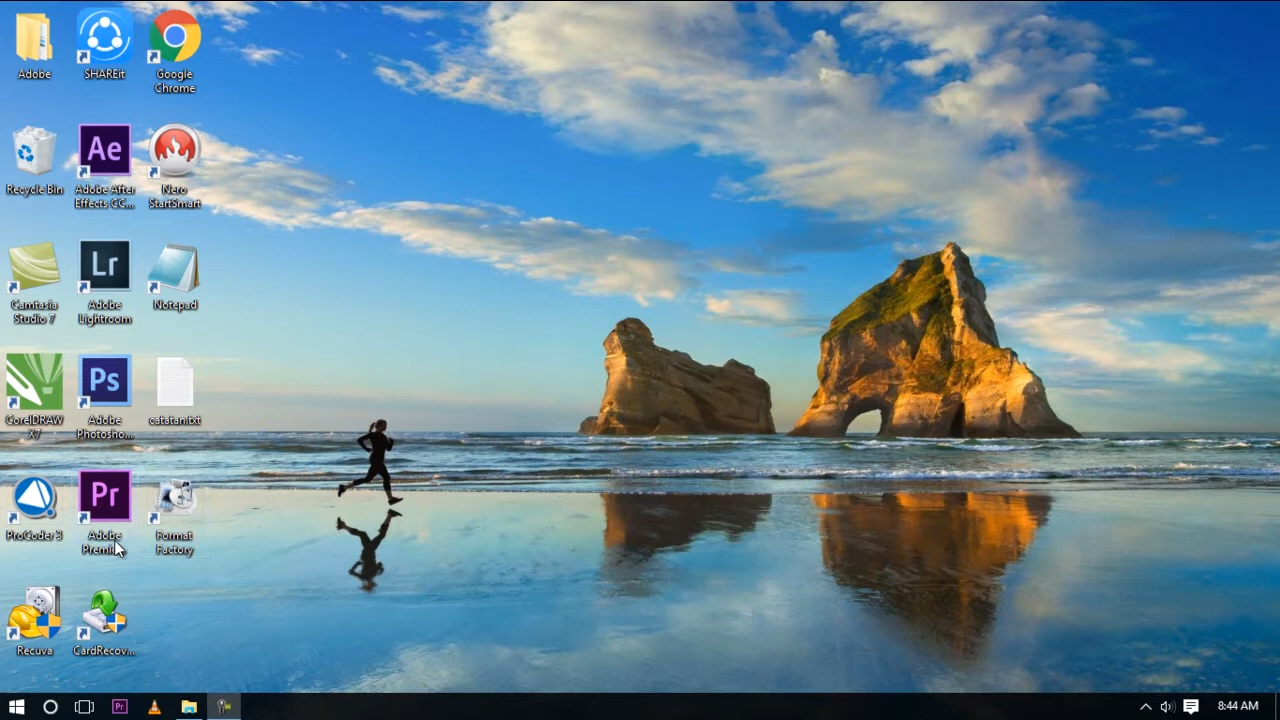 Adobe
SHAREit
Google
Chrome
Recycle Bin
Ae
Adobe After
Effects CC...
Nero
StartSmart
Camtasia
Studio 7
Lr
Adobe
Lightroom
Notepad
CorelDRAW
X7
Ps
Adobe
Photosho...
catatan.txt
ProCoder 3
Pr
Adobe
Format
Factory
Recuva
CardRecov...
Pr
8:44 AM